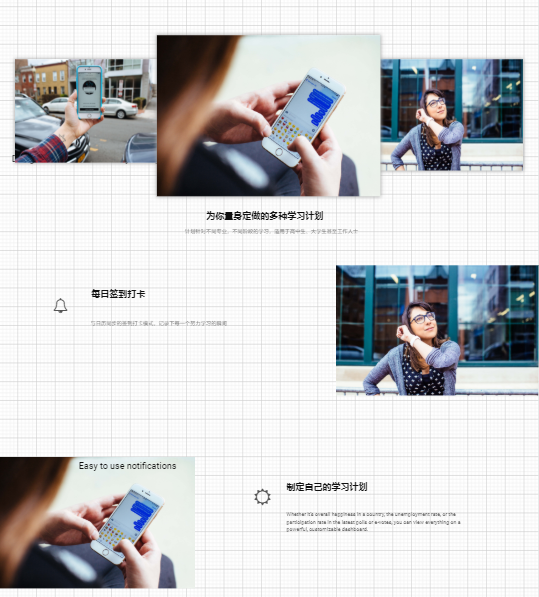 为你量身定做的多种学习计划
每日签到打卡
Easy to use notifications
制定自己的学习计划
Whether it's overall happiness in a country, the unemployment rate, or the
participation rate in the latest polls or e-votes, you can view everything on a
powerful, customizable dashboard.